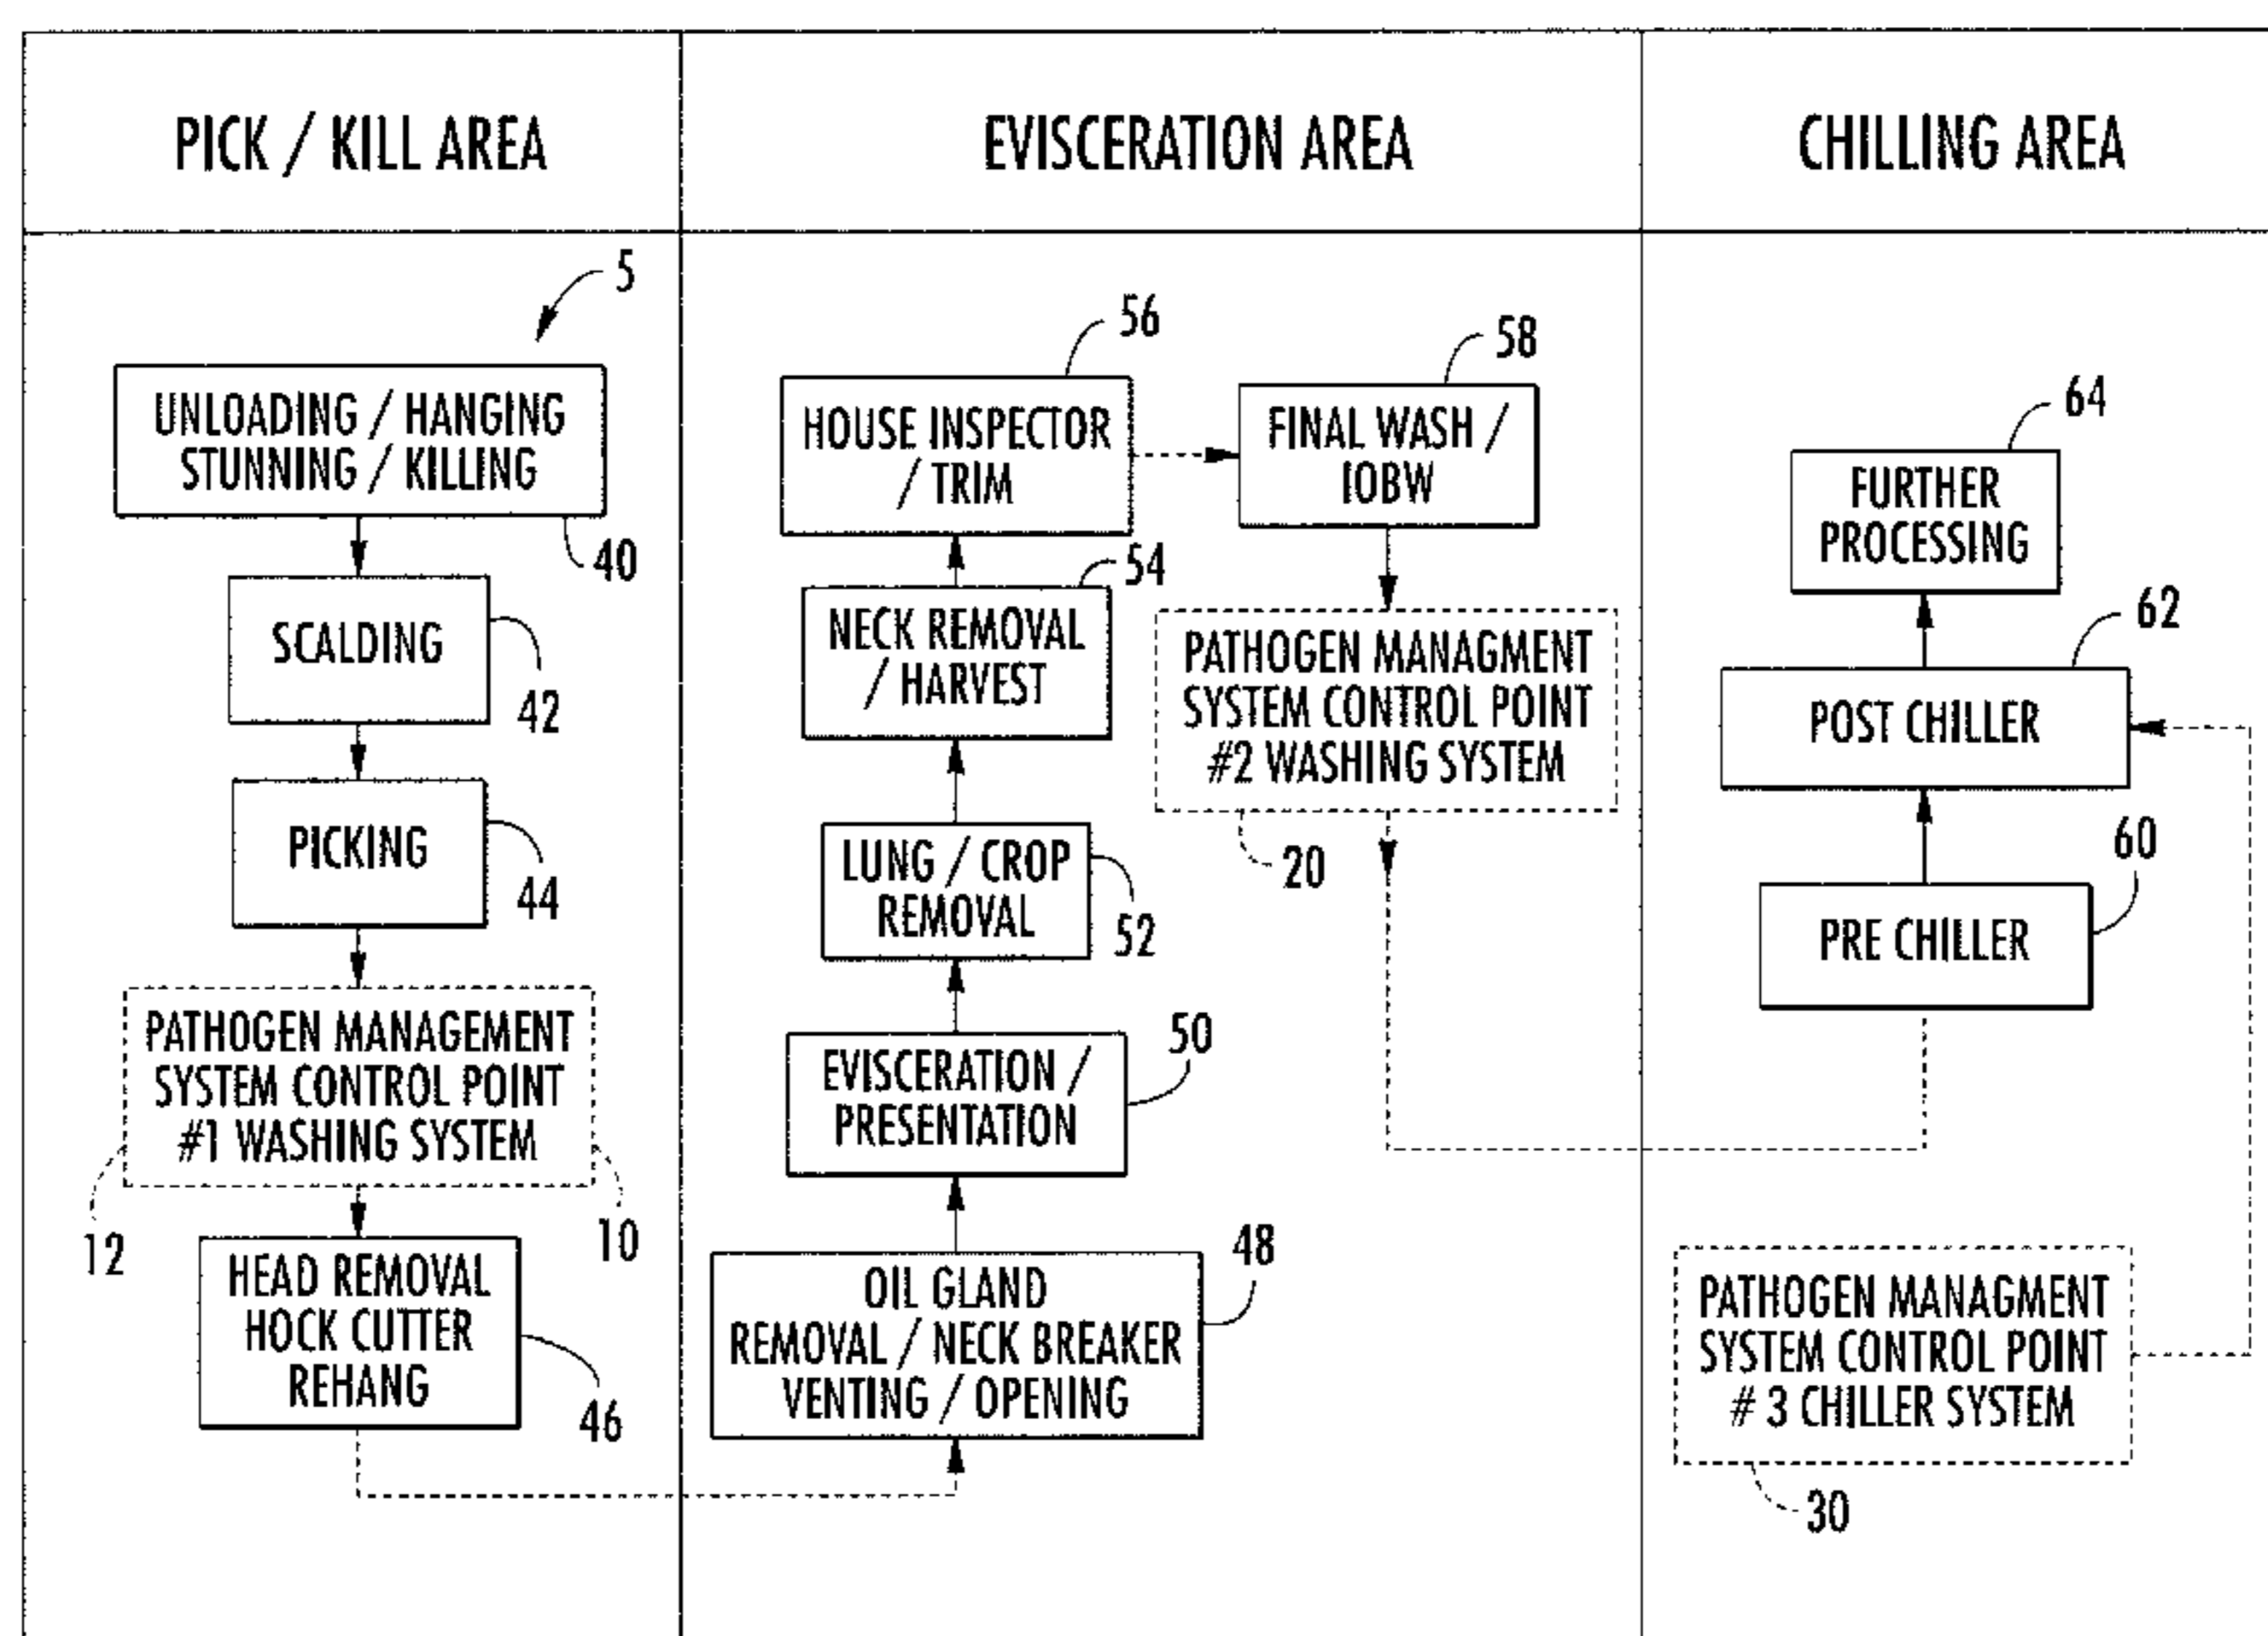 PICK / KILL AREA
EVISCERATION AREA
CHILLING AREA
5
UNLOADING / HANGING
STUNNING / KILLING
40
SCALDING
42
PICKING
44
PATHOGEN MANAGEMENT
SYSTEM CONTROL POINT
#1 WASHING SYSTEM
12
10
HEAD REMOVAL
HOCK CUTTER
REHANG
46
56
HOUSE INSPECTOR
/ TRIM
54
NECK REMOVAL
/ HARVEST
LUNG / CROP
REMOVAL
52
50
EVISCERATION /
PRESENTATION
48
OIL GLAND
REMOVAL / NECK BREAKER
VENTING / OPENING
58
FINAL WASH /
IOBW
PATHOGEN MANAGMENT
SYSTEM CONTROL POINT
#2 WASHING SYSTEM
20
64
FURTHER
PROCESSING
62
POST CHILLER
60
PRE CHILLER
PATHOGEN MANAGMENT
SYSTEM CONTROL POINT
# 3 CHILLER SYSTEM
30